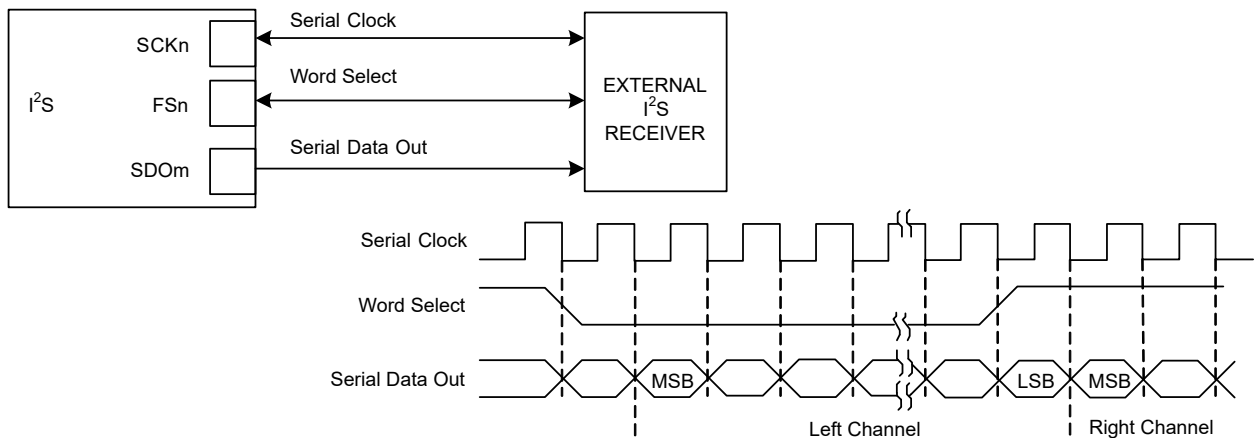 Serial Clock
SCKn
Word Select
I²S
FSn
EXTERNAL
I²S
RECEIVER
Serial Data Out
SDOm
Serial Clock
Word Select
Serial Data Out
MSB
LSB
MSB
Left Channel
Right Channel